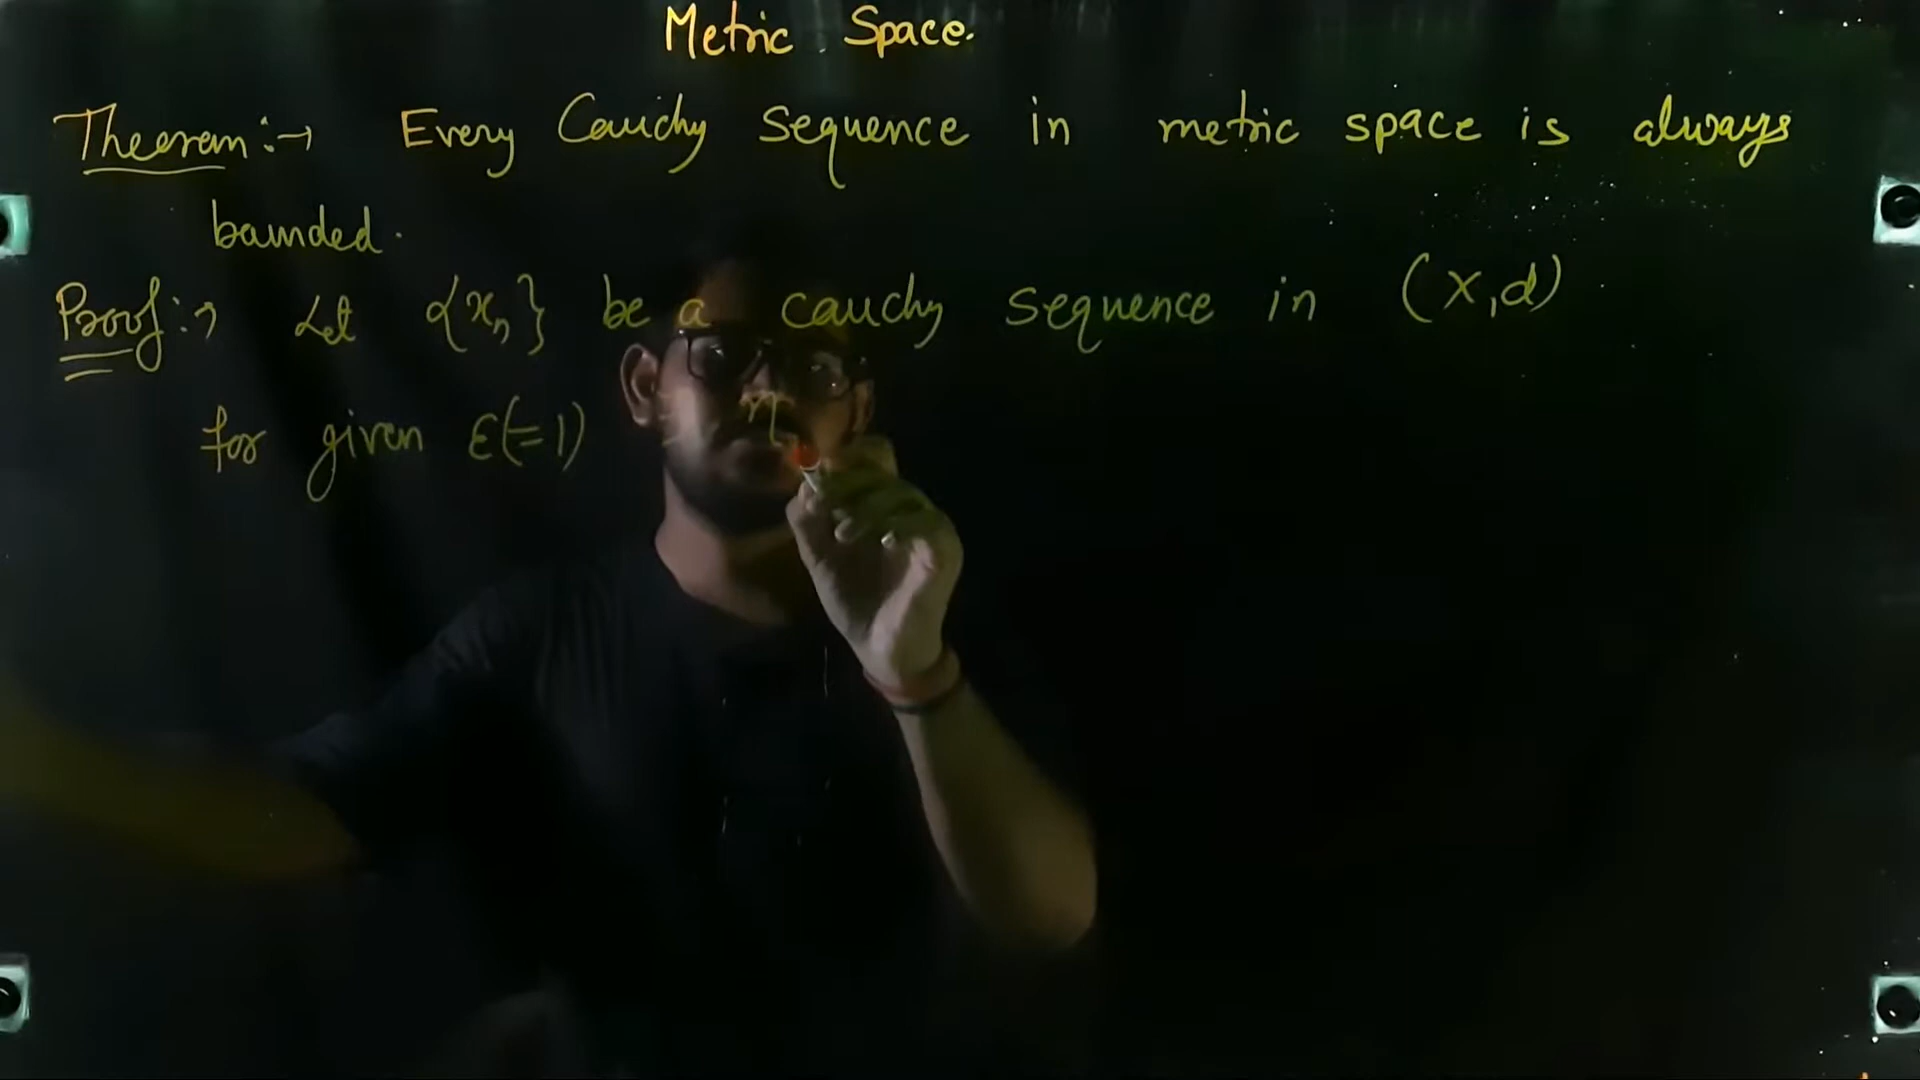 Metric Space.
Theorem:→ Every Cauchy Sequence in metric space is always
bounded.
Proof:→ Let {xₙ} be a cauchy sequence in (X,d)
for given ε(=1) ∃ n